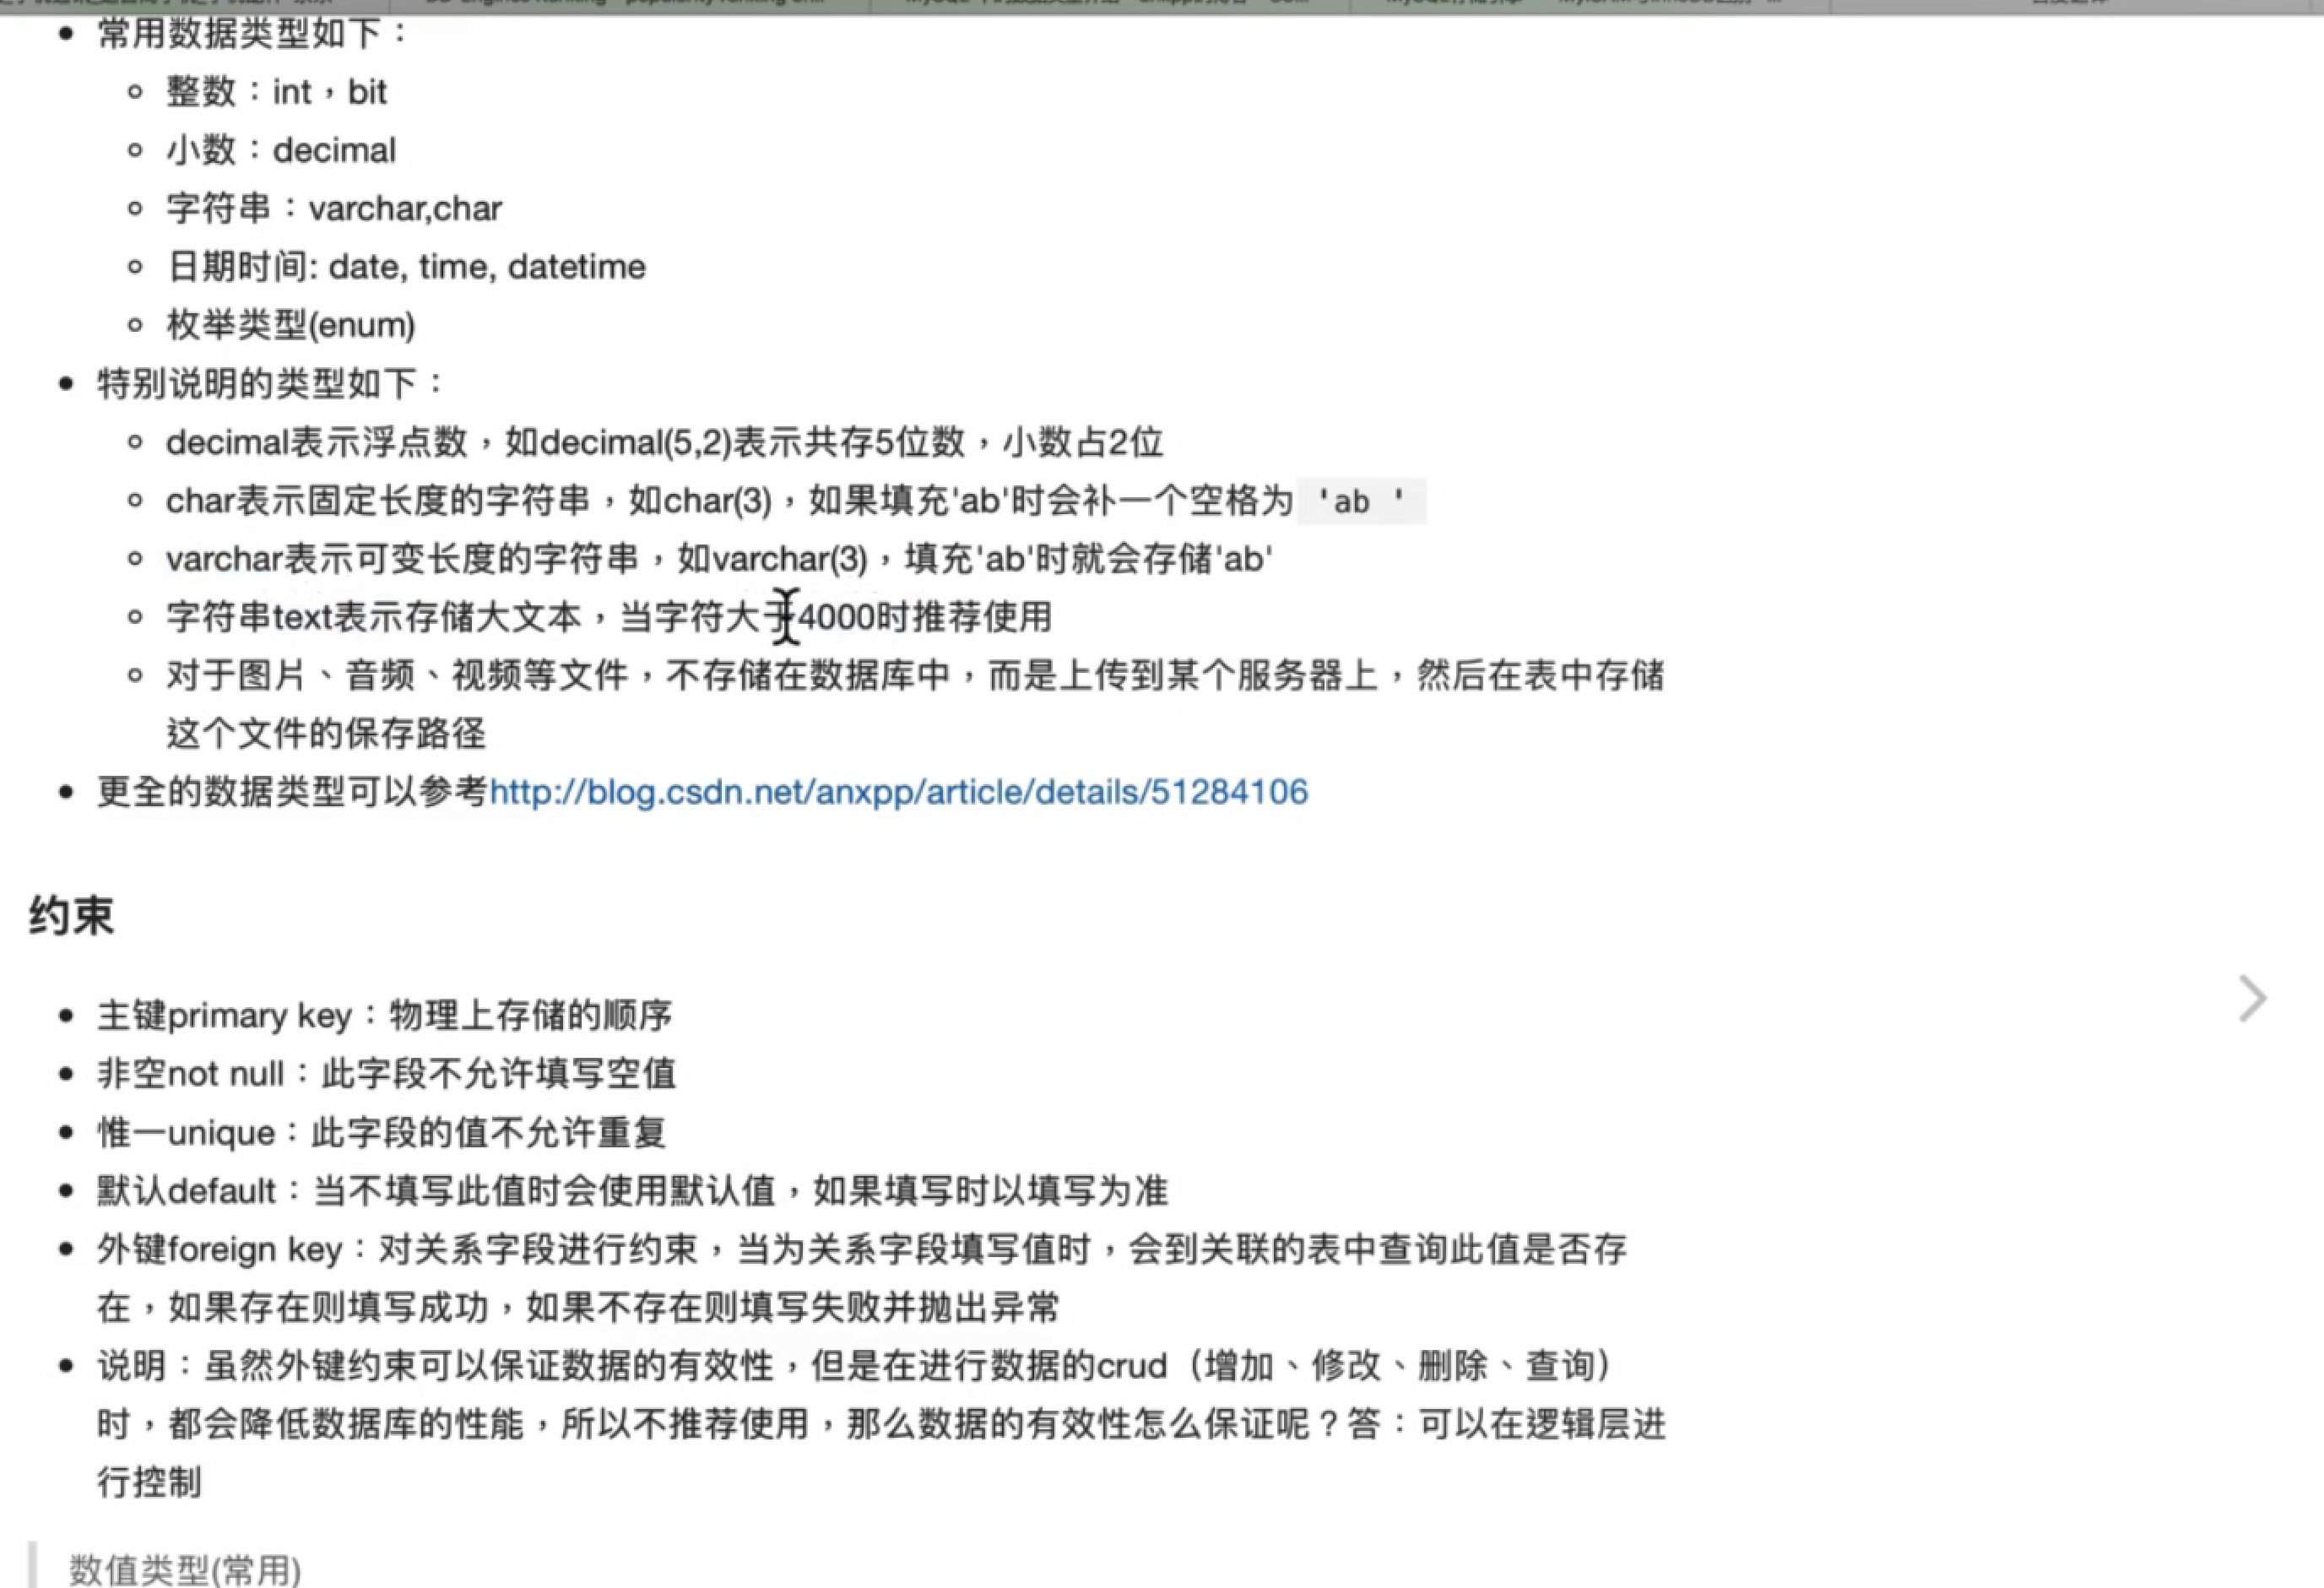 常用数据类型如下：
整数：int，bit
小数：decimal
字符串：varchar,char
日期时间: date, time, datetime
枚举类型(enum)
特别说明的类型如下：
decimal表示浮点数，如decimal(5,2)表示共存5位数，小数占2位
char表示固定长度的字符串，如char(3)，如果填充'ab'时会补一个空格为 'ab '
varchar表示可变长度的字符串，如varchar(3)，填充'ab'时就会存储'ab'
字符串text表示存储大文本，当字符大于4000时推荐使用
对于图片、音频、视频等文件，不存储在数据库中，而是上传到某个服务器上，然后在表中存储
这个文件的保存路径
更全的数据类型可以参考http://blog.csdn.net/anxpp/article/details/51284106
约束
主键primary key：物理上存储的顺序
非空not null：此字段不允许填写空值
惟一unique：此字段的值不允许重复
默认default：当不填写此值时会使用默认值，如果填写时以填写为准
外键foreign key：对关系字段进行约束，当为关系字段填写值时，会到关联的表中查询此值是否存
在，如果存在则填写成功，如果不存在则填写失败并抛出异常
说明：虽然外键约束可以保证数据的有效性，但是在进行数据的crud（增加、修改、删除、查询）
时，都会降低数据库的性能，所以不推荐使用，那么数据的有效性怎么保证呢？答：可以在逻辑层进
行控制
数值类型(常用)